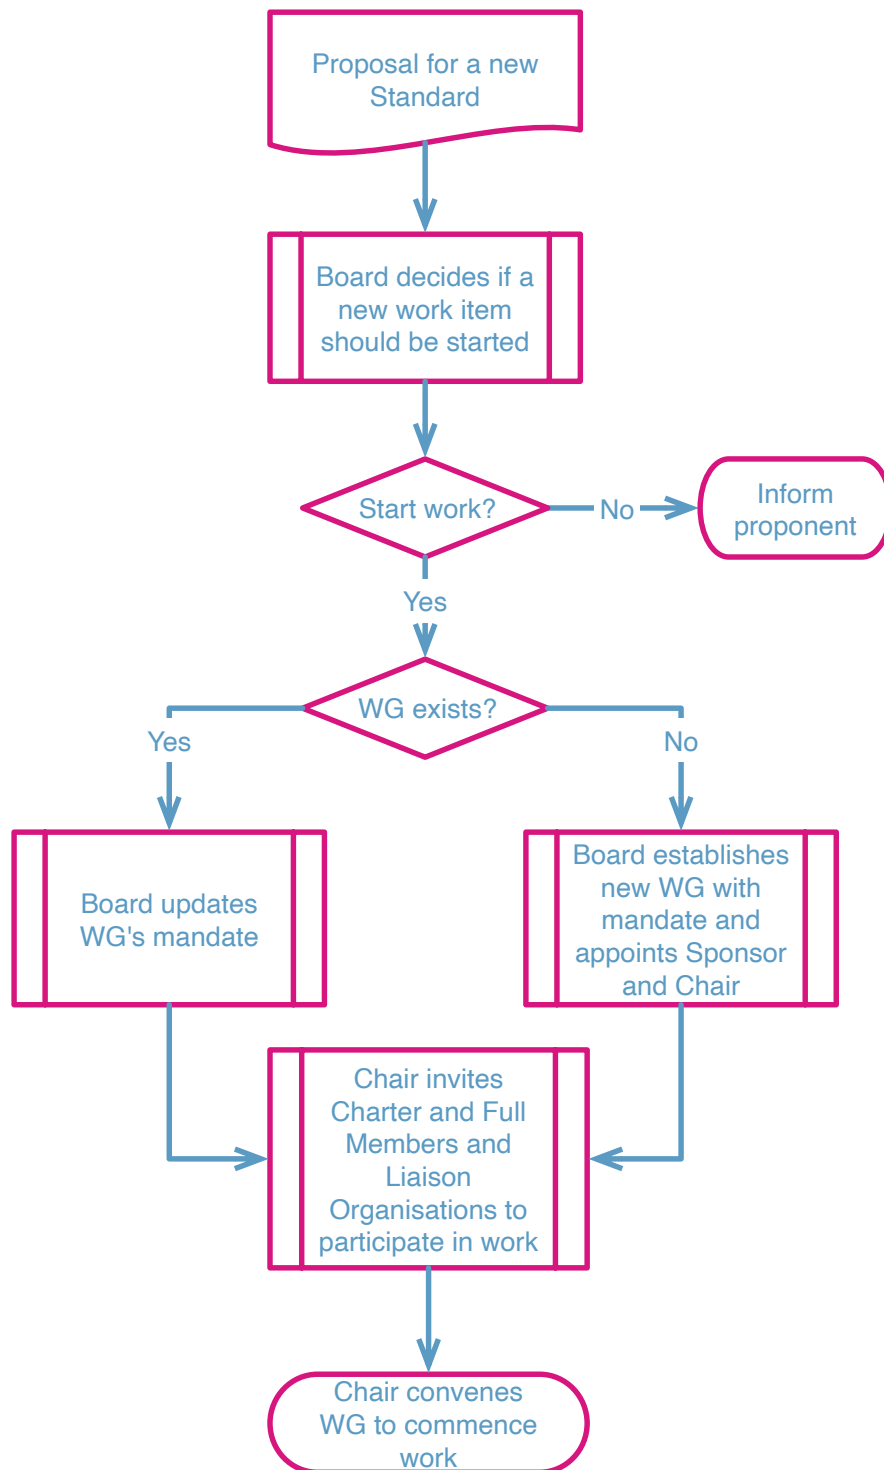 Proposal for a new
Standard
Board decides if a
new work item
should be started
Start work?
No
Inform
proponent
Yes
WG exists?
Yes
No
Board updates
WG's mandate
Board establishes
new WG with
mandate and
appoints Sponsor
and Chair
Chair invites
Charter and Full
Members and
Liaison
Organisations to
participate in work
Chair convenes
WG to commence
work